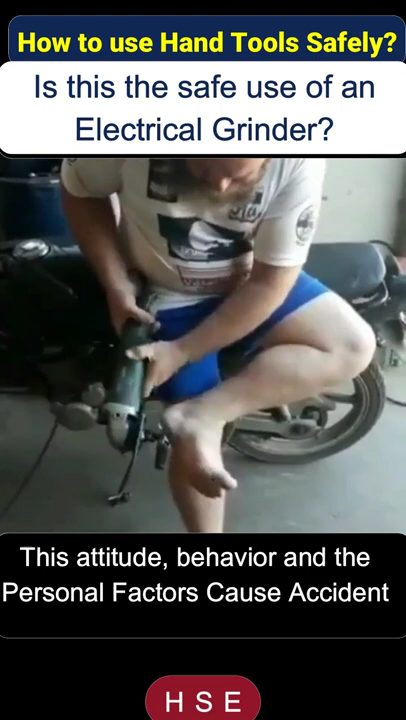 How to use Hand Tools Safely?
Is this the safe use of an
Electrical Grinder?
This attitude, behavior and the
Personal Factors Cause Accident
H S E